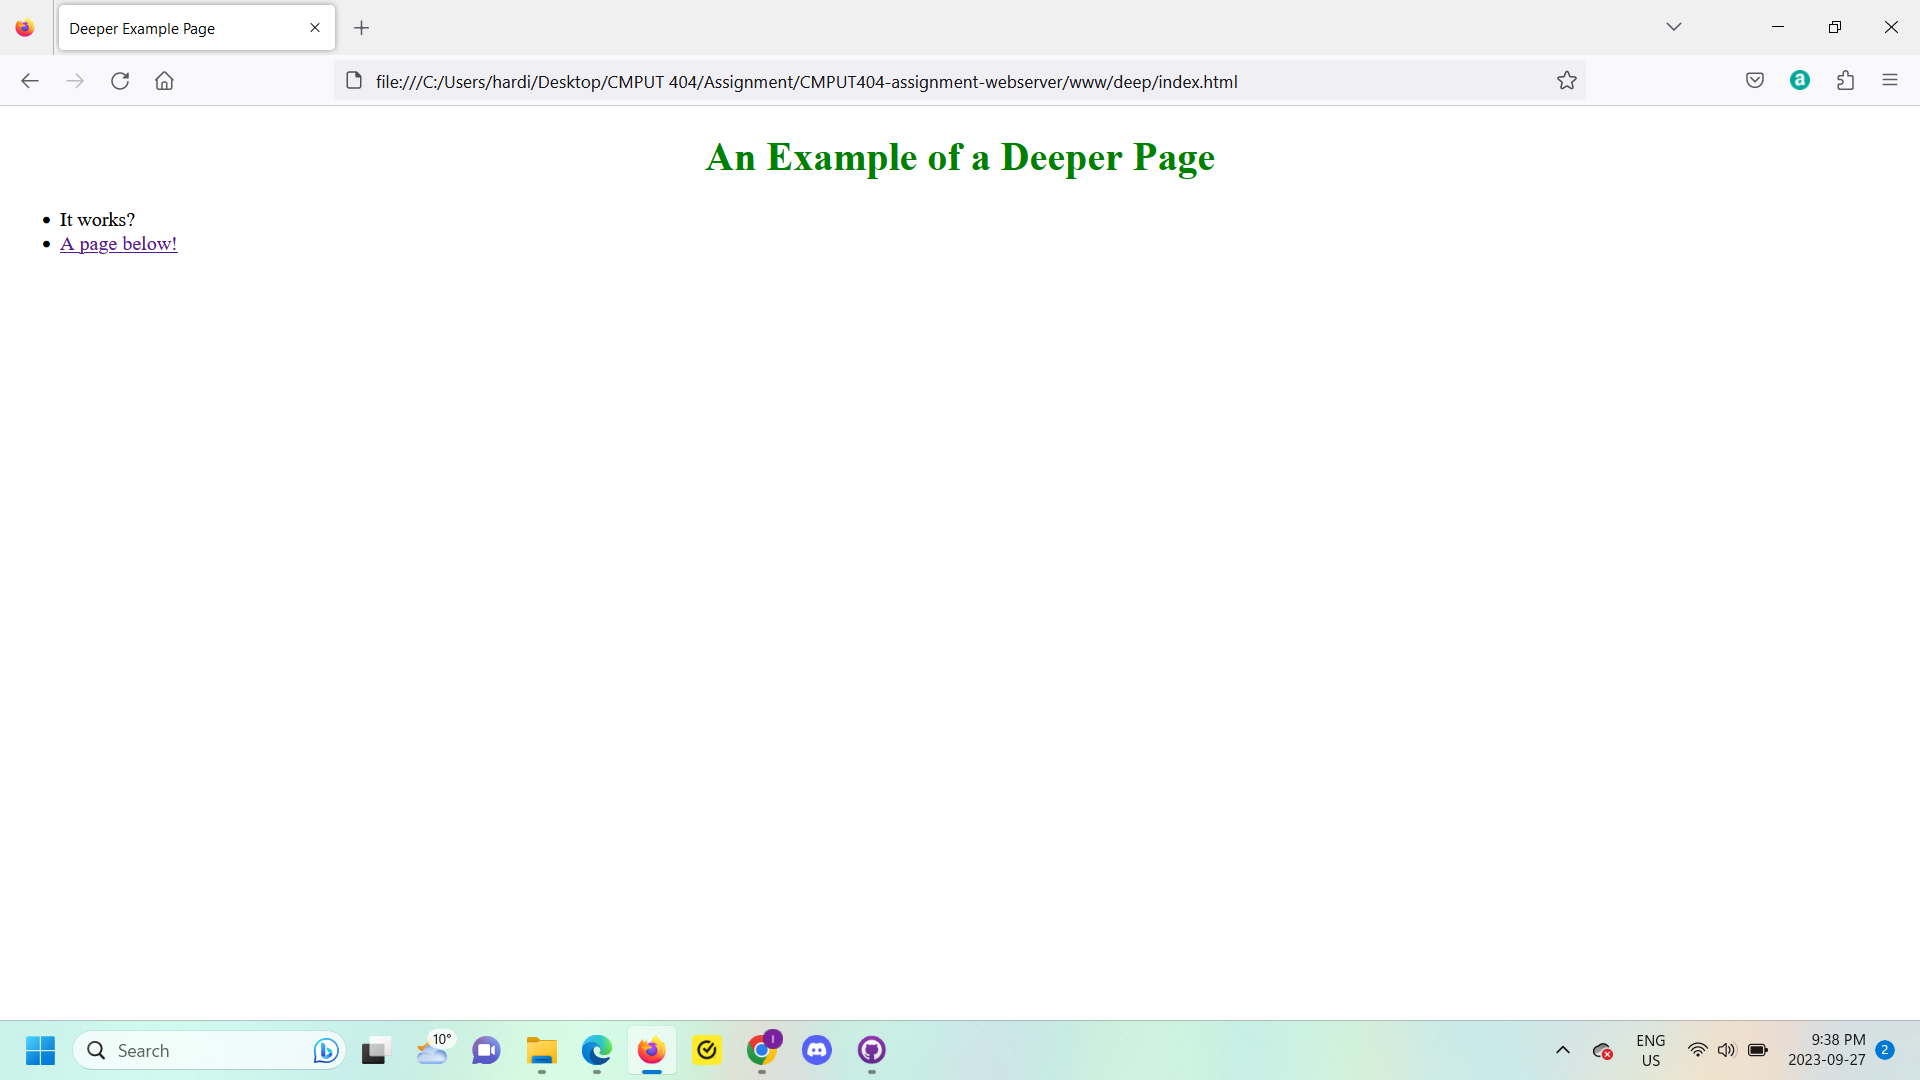 Deeper Example Page
file:///C:/Users/hardi/Desktop/CMPUT 404/Assignment/CMPUT404-assignment-webserver/www/deep/index.html
a
An Example of a Deeper Page
It works?
A page below!
Search
10°
ENG
US
9:38 PM
2023-09-27
2